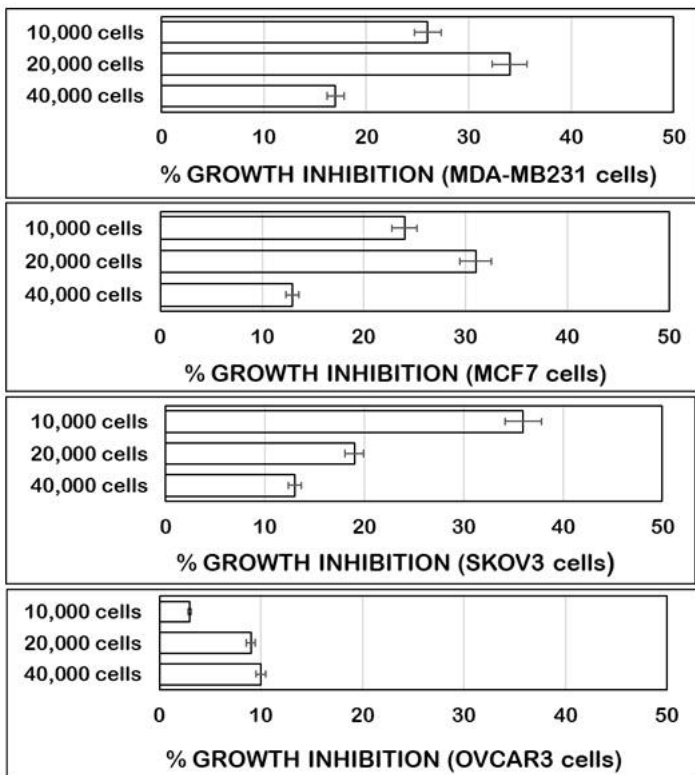 10,000 cells
20,000 cells
40,000 cells
0 10 20 30 40 50
% GROWTH INHIBITION (MDA-MB231 cells)
10,000 cells
20,000 cells
40,000 cells
0 10 20 30 40 50
% GROWTH INHIBITION (MCF7 cells)
10,000 cells
20,000 cells
40,000 cells
0 10 20 30 40 50
% GROWTH INHIBITION (SKOV3 cells)
10,000 cells
20,000 cells
40,000 cells
0 10 20 30 40 50
% GROWTH INHIBITION (OVCAR3 cells)